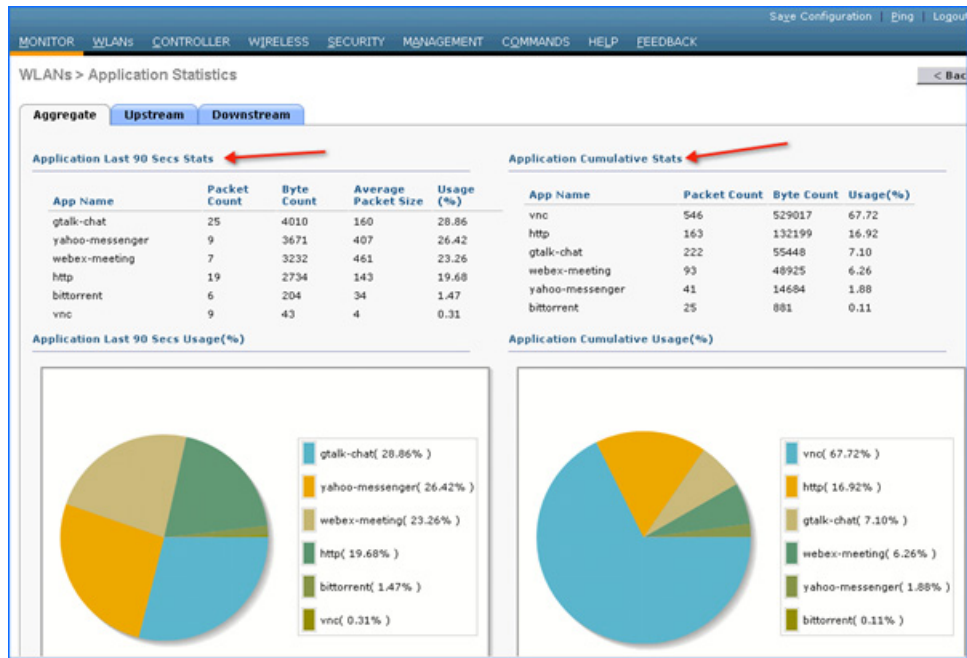 Save Configuration | Ping | Logout
MONITOR WLANs CONTROLLER WIRELESS SECURITY MANAGEMENT COMMANDS HELP FEEDBACK
WLANs > Application Statistics
< Bac
Aggregate Upstream Downstream
Application Last 90 Secs Stats
App Name Packet Count Byte Count Average Packet Size Usage (%)
gtalk-chat 25 4010 160 28.86
yahoo-messenger 9 3671 407 26.42
webex-meeting 7 3232 461 23.26
http 19 2734 143 19.68
bittorrent 6 204 34 1.47
vnc 9 43 4 0.31
Application Cumulative Stats
App Name Packet Count Byte Count Usage(%)
vnc 546 529017 67.72
http 163 132199 16.92
gtalk-chat 222 55448 7.10
webex-meeting 93 48925 6.26
yahoo-messenger 41 14684 1.88
bittorrent 25 881 0.11
Application Last 90 Secs Usage(%)
gtalk-chat( 28.86% )
yahoo-messenger( 26.42% )
webex-meeting( 23.26% )
http( 19.68% )
bittorrent( 1.47% )
vnc( 0.31% )
Application Cumulative Usage(%)
vnc( 67.72% )
http( 16.92% )
gtalk-chat( 7.10% )
webex-meeting( 6.26% )
yahoo-messenger( 1.88% )
bittorrent( 0.11% )